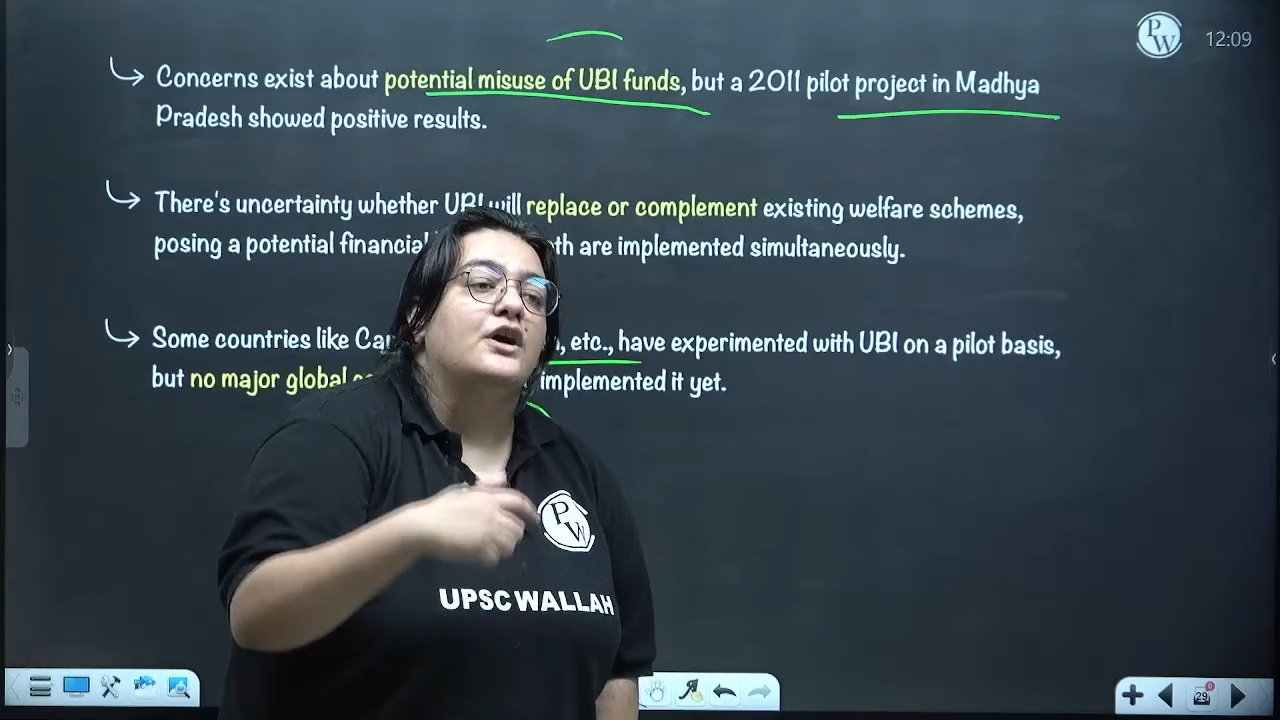 PW 12:09
Concerns exist about potential misuse of UBI funds, but a 2011 pilot project in Madhya
Pradesh showed positive results.
There's uncertainty whether UBI will replace or complement existing welfare schemes,
posing a potential financial are implemented simultaneously.
Some countries like etc., have experimented with UBI on a pilot basis,
but no major global implemented it yet.
PW
UPSC WALLAH
29